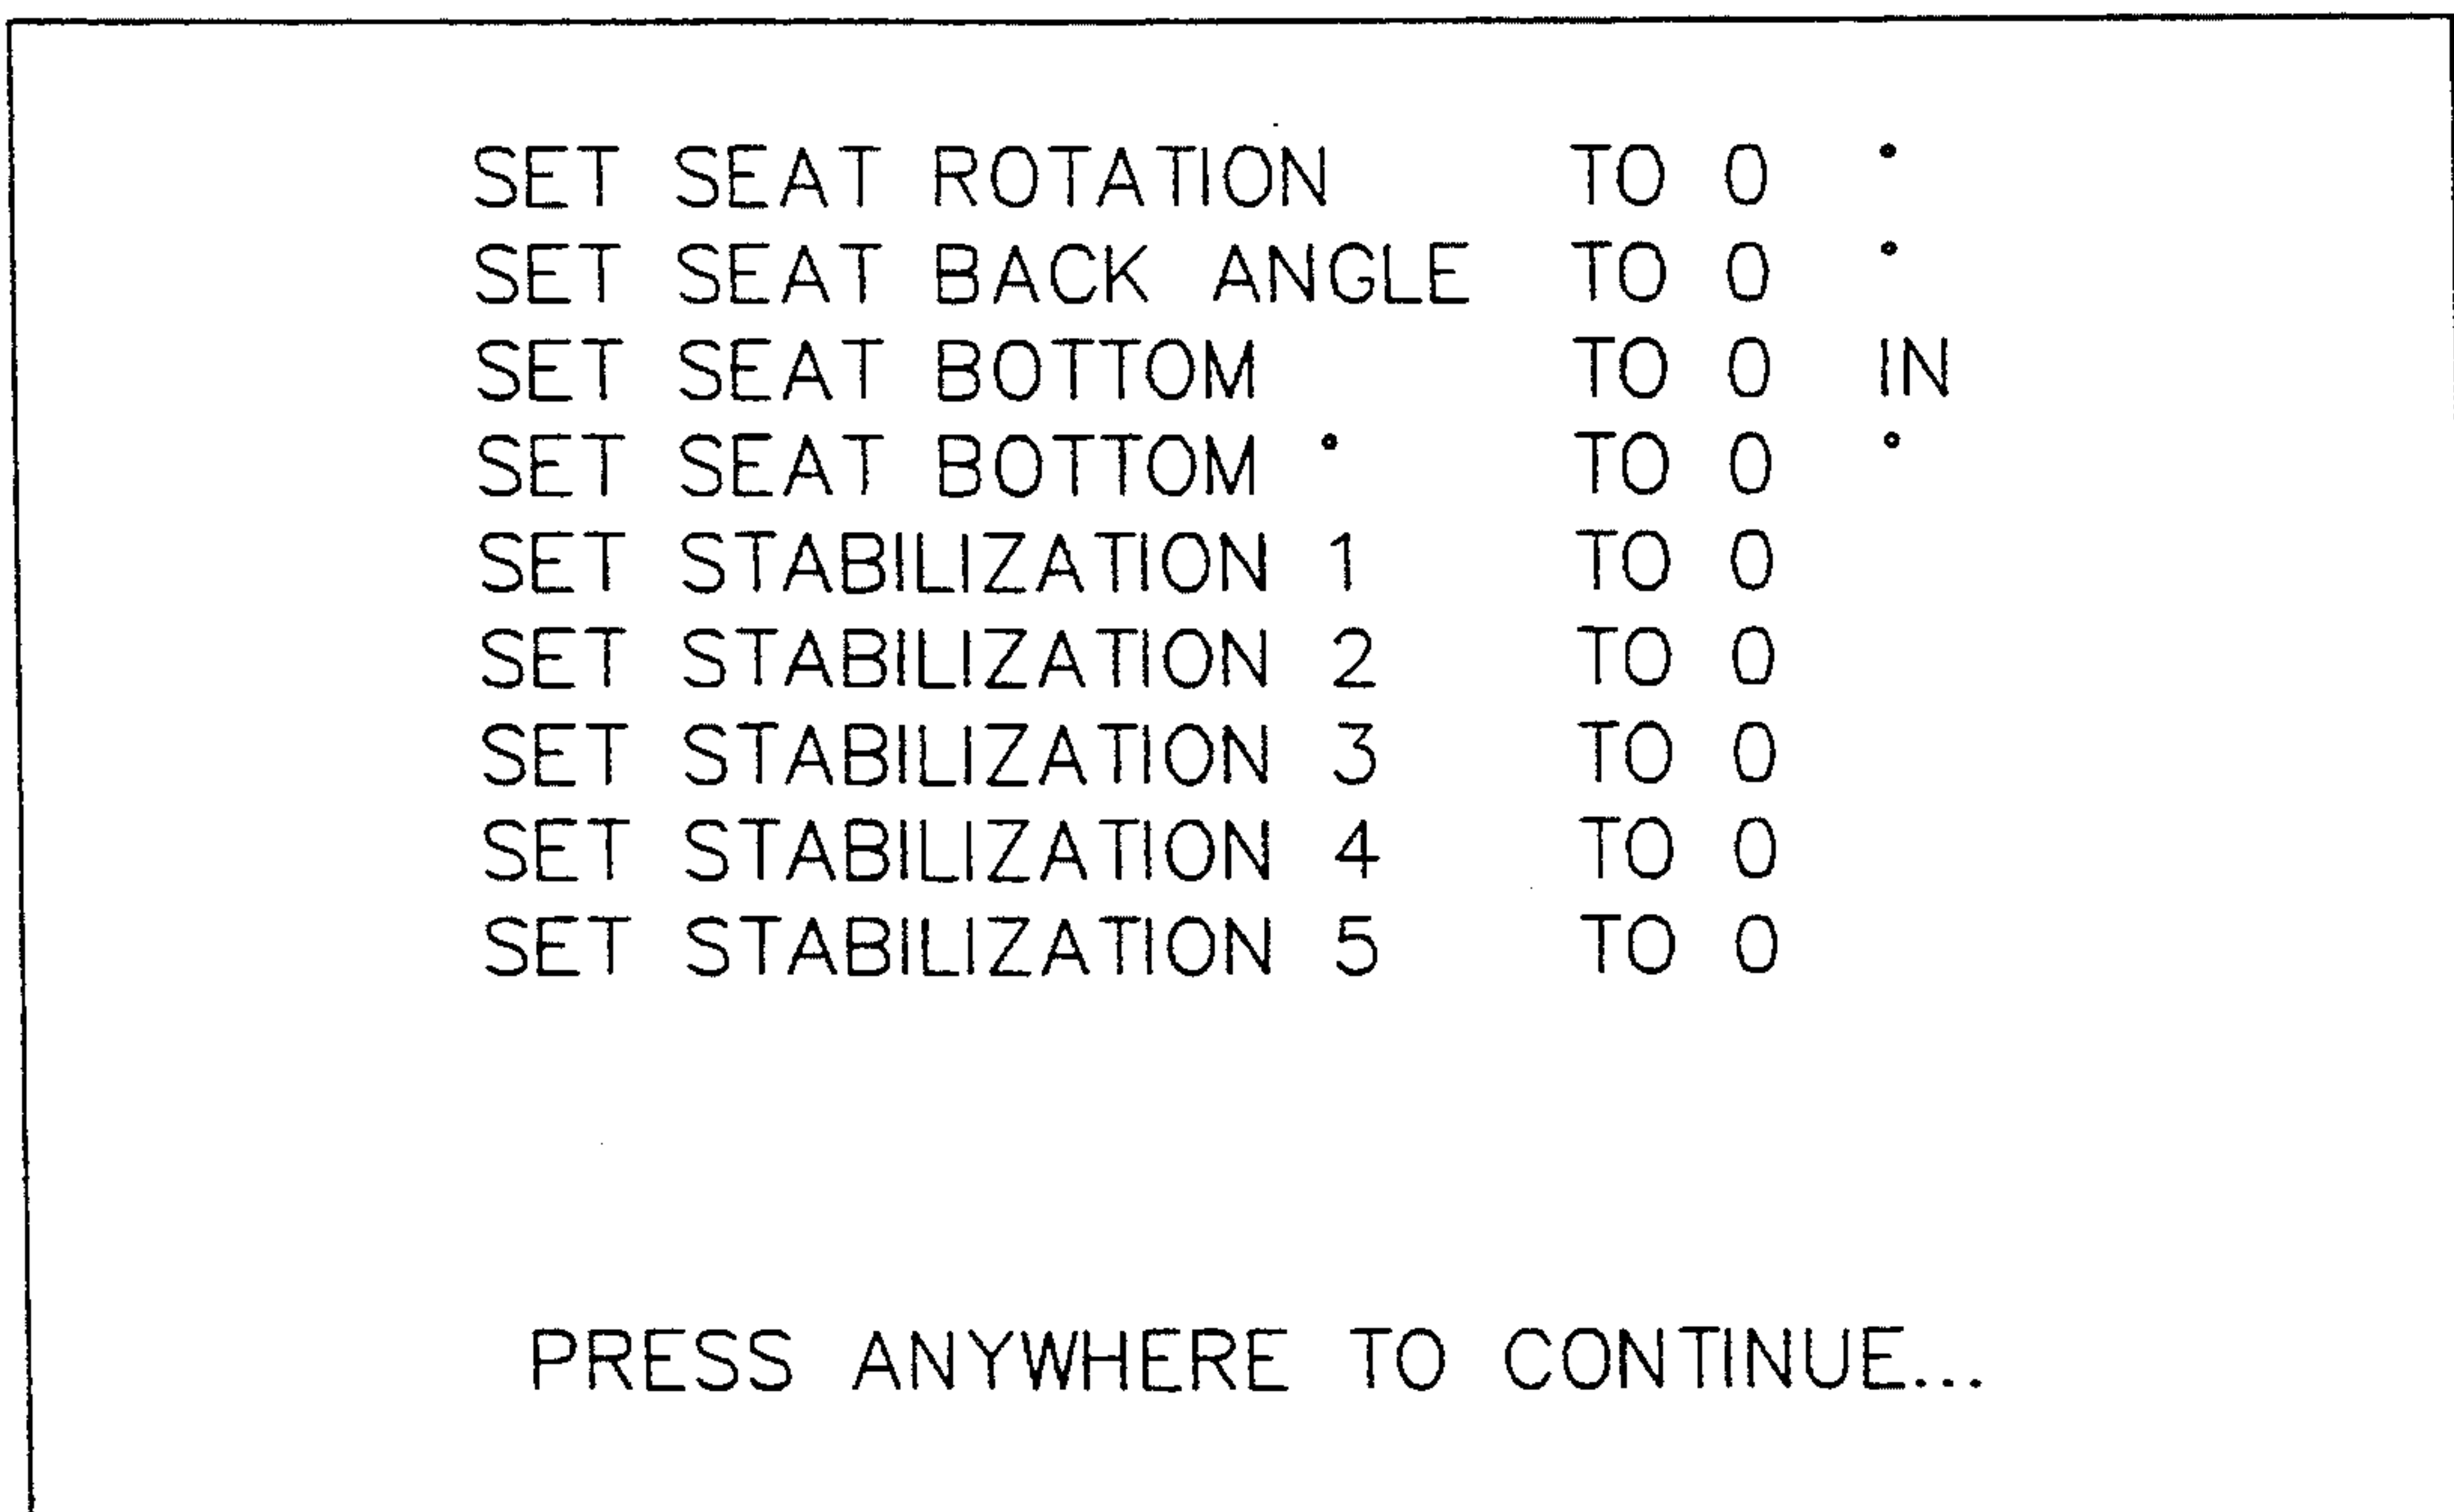 SET SEAT ROTATION TO 0 °
SET SEAT BACK ANGLE TO 0 °
SET SEAT BOTTOM TO 0 IN
SET SEAT BOTTOM ° TO 0 °
SET STABILIZATION 1 TO 0
SET STABILIZATION 2 TO 0
SET STABILIZATION 3 TO 0
SET STABILIZATION 4 TO 0
SET STABILIZATION 5 TO 0
PRESS ANYWHERE TO CONTINUE...